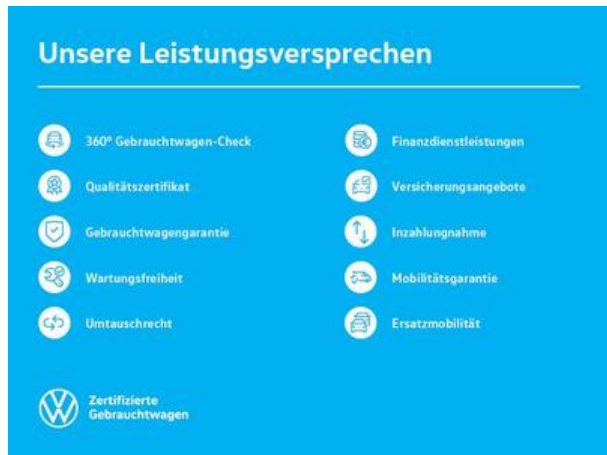 Unsere Leistungsversprechen
360° Gebrauchtwagen-Check
Qualitätszertifikat
Gebrauchtwagengarantie
Wartungsfreiheit
Umtauschrecht
Finanzdienstleistungen
Versicherungsangebote
Inzahlungnahme
Mobilitätsgarantie
Ersatzmobilität
Zertifizierte
Gebrauchtwagen